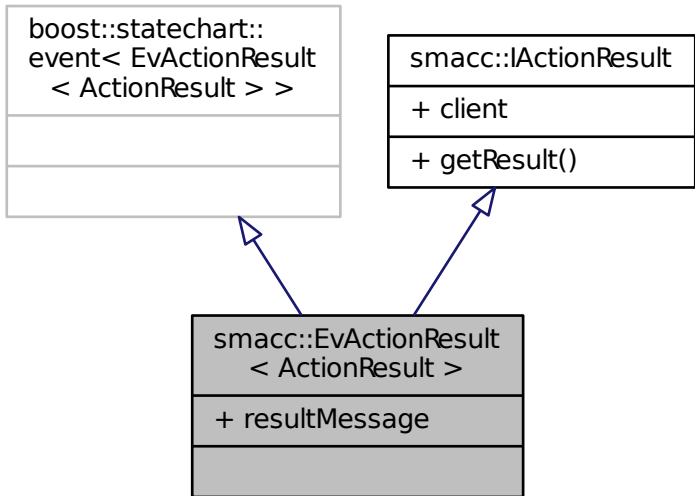 boost::statechart::
event< EvActionResult
< ActionResult > >
smacc::IActionResult
+ client
+ getResult()
smacc::EvActionResult
< ActionResult >
+ resultMessage